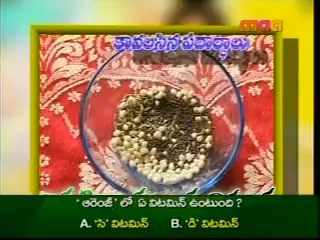 మా
కావలసిన పదార్థాలు
' ఆరెంజ్ ' లో ఏ విటమిన్ ఉంటుంది ?
A. 'సి' విటమిన్ B. 'డి' విటమిన్